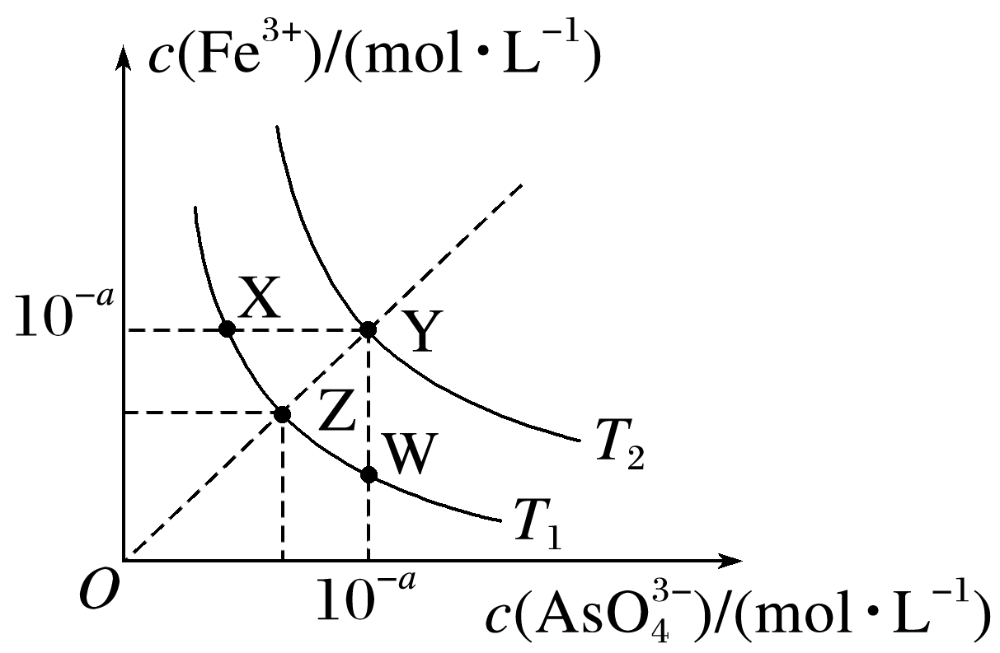 c(Fe³⁺)/(mol·L⁻¹)
10⁻ᵃ
X
Y
Z
W
T₂
T₁
O
10⁻ᵃ
c(AsO₄³⁻)/(mol·L⁻¹)